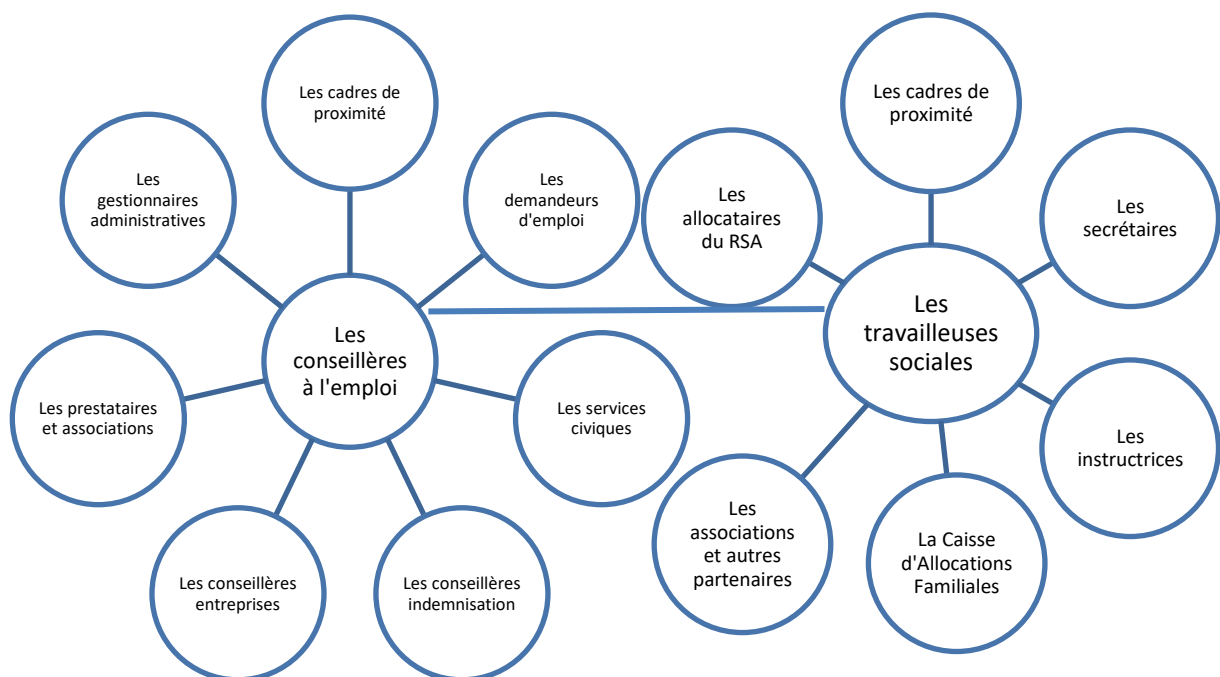 Les cadres de
proximité
Les
gestionnaires
administratives
Les
demandeurs
d'emploi
Les
conseillères
à l'emploi
Les prestataires
et associations
Les services
civiques
Les conseillères
entreprises
Les conseillères
indemnisation
Les cadres de
proximité
Les
allocataires
du RSA
Les
secrétaires
Les
travailleuses
sociales
Les
instructrices
Les
associations
et autres
partenaires
La Caisse
d'Allocations
Familiales